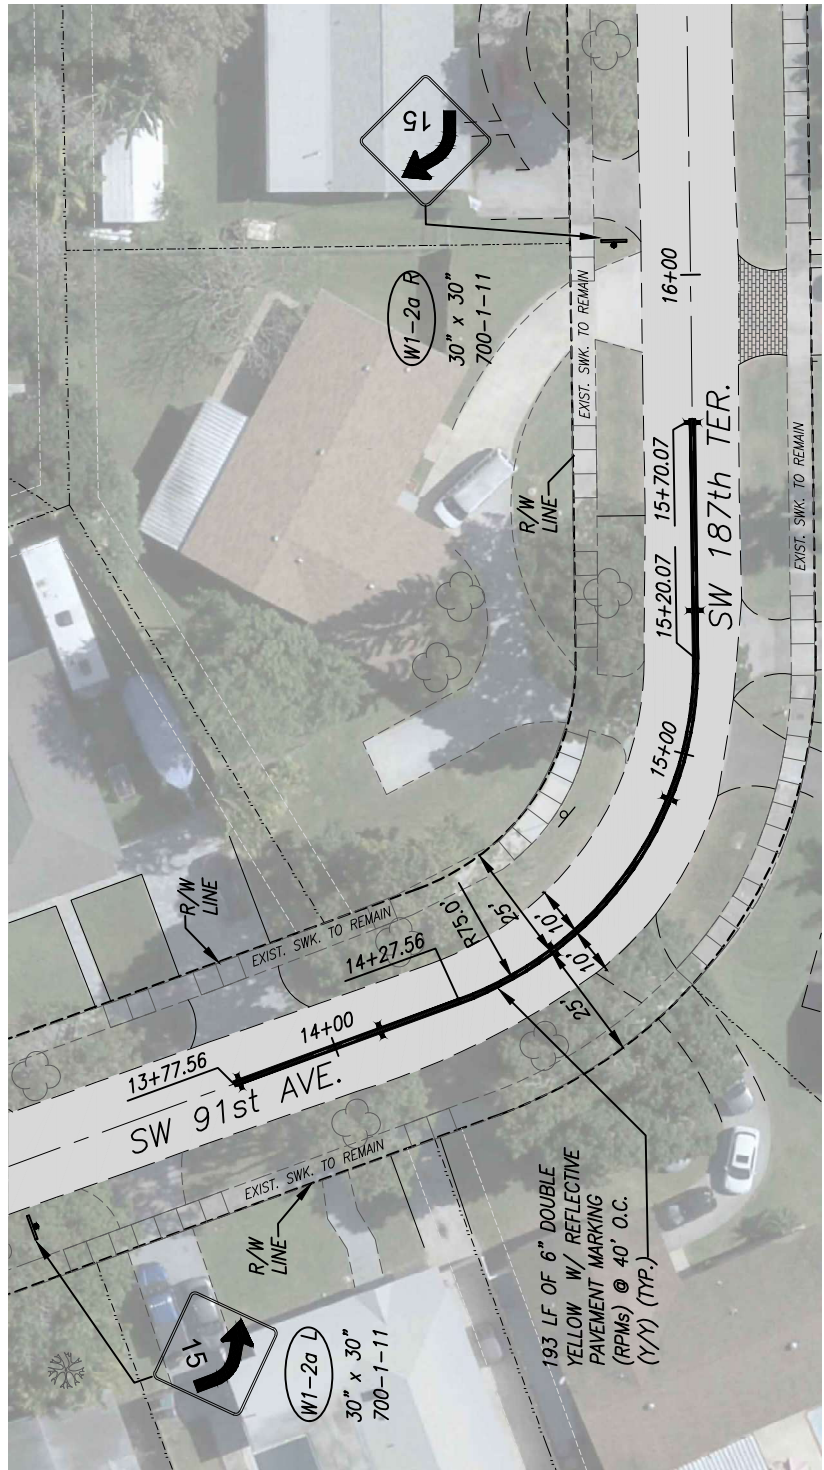 15
W1-2a R
30" x 30"
700-1-11
16+00
EXIST. SWK. TO REMAIN
EXIST. SWK. TO REMAIN
SW 187th TER.
15+70.07
15+20.07
R/W
LINE
15+00
R/W
LINE
EXIST. SWK. TO REMAIN
R75.0'
25'
10'
10'
25'
14+27.56
14+00
13+77.56
SW 91st AVE.
EXIST. SWK. TO REMAIN
R/W
LINE
193 LF OF 6" DOUBLE
YELLOW W/ REFLECTIVE
PAVEMENT MARKING
(RPMs) @ 40' O.C.
(Y/Y) (TYP.)
15
W1-2a L
30" x 30"
700-1-11